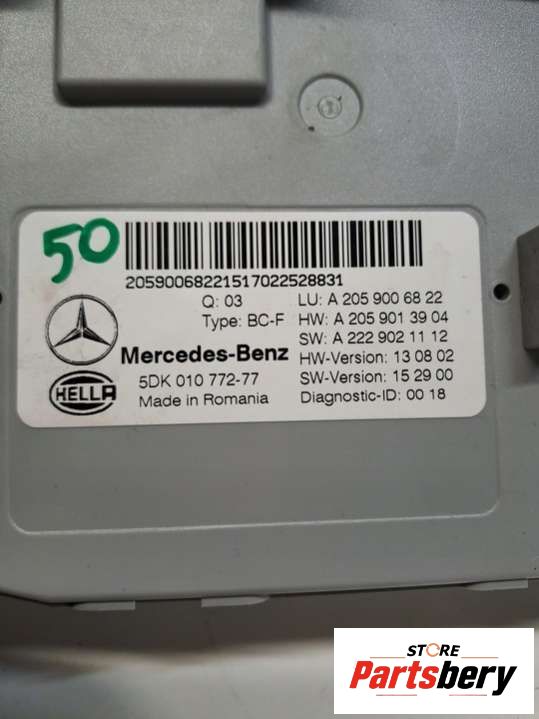 50
20590068221517022528831
Q: 03
LU: A 205 900 68 22
Type: BC-F
HW: A 205 901 39 04
SW: A 222 902 11 12
Mercedes-Benz
HW-Version: 13 08 02
HELLA
5DK 010 772-77
SW-Version: 15 29 00
Made in Romania
Diagnostic-ID: 00 18
STORE
Partsbery